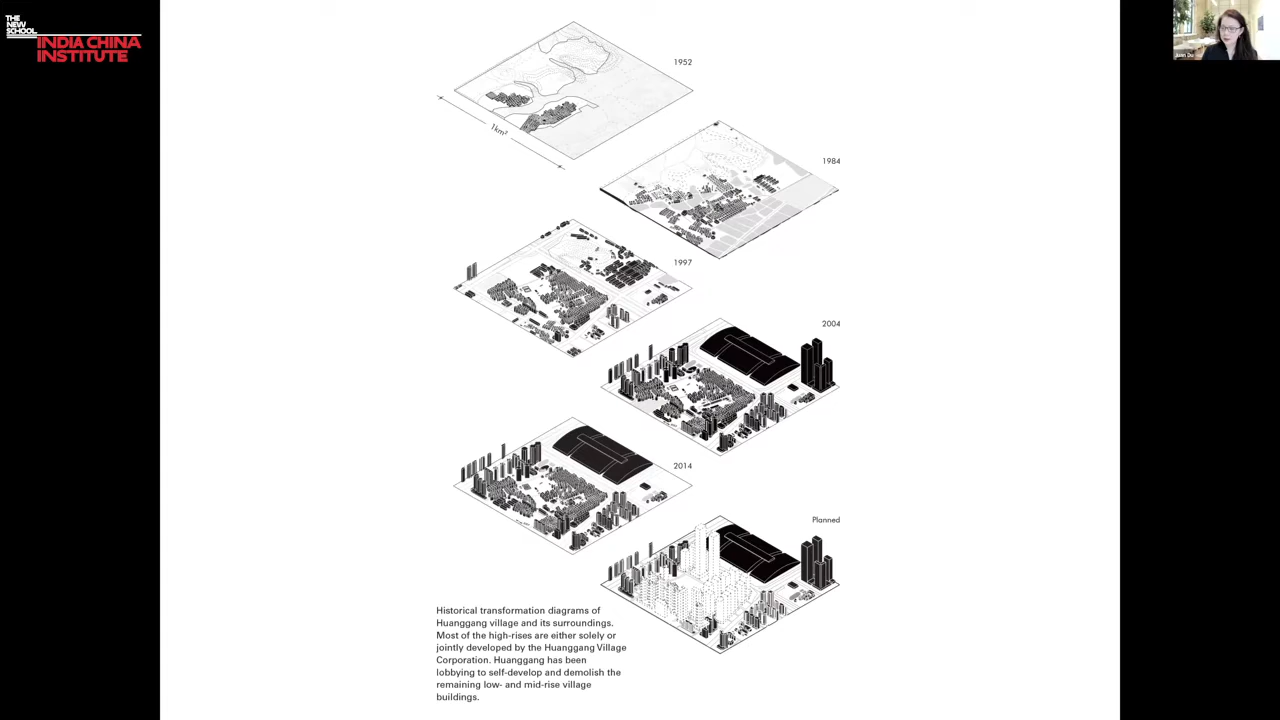 THE
NEW
SCHOOL
INDIA CHINA
INSTITUTE
Juan Du
1952
1km²
1984
1997
2004
2014
Planned
Historical transformation diagrams of
Huanggang village and its surroundings.
Most of the high-rises are either solely or
jointly developed by the Huanggang Village
Corporation. Huanggang has been
lobbying to self-develop and demolish the
remaining low- and mid-rise village
buildings.